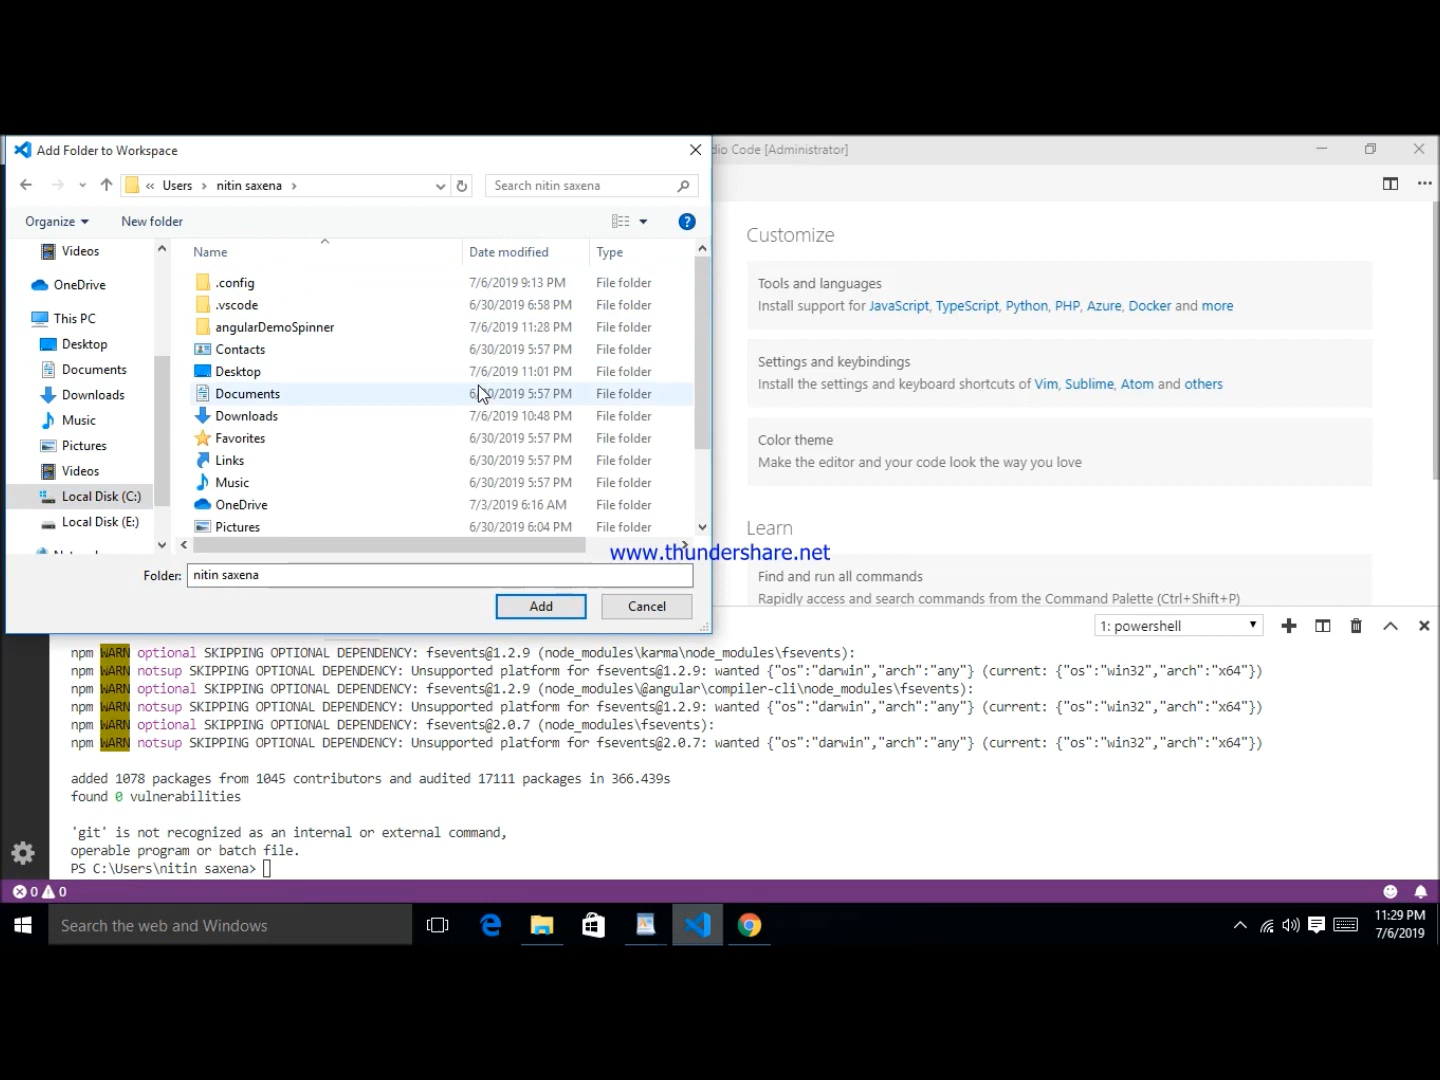 Add Folder to Workspace
dio Code [Administrator]
« Users › nitin saxena ›
Search nitin saxena
Organize
New folder
Videos
OneDrive
This PC
Desktop
Documents
Downloads
Music
Pictures
Videos
Local Disk (C:)
Local Disk (E:)
Name Date modified Type
.config 7/6/2019 9:13 PM File folder
.vscode 6/30/2019 6:58 PM File folder
angularDemoSpinner 7/6/2019 11:28 PM File folder
Contacts 6/30/2019 5:57 PM File folder
Desktop 7/6/2019 11:01 PM File folder
Documents 6/30/2019 5:57 PM File folder
Downloads 7/6/2019 10:48 PM File folder
Favorites 6/30/2019 5:57 PM File folder
Links 6/30/2019 5:57 PM File folder
Music 6/30/2019 5:57 PM File folder
OneDrive 7/3/2019 6:16 AM File folder
Pictures 6/30/2019 6:04 PM File folder
Folder: nitin saxena
Add
Cancel
Customize
Tools and languages
Install support for JavaScript, TypeScript, Python, PHP, Azure, Docker and more
Settings and keybindings
Install the settings and keyboard shortcuts of Vim, Sublime, Atom and others
Color theme
Make the editor and your code look the way you love
Learn
www.thundershare.net
Find and run all commands
Rapidly access and search commands from the Command Palette (Ctrl+Shift+P)
1: powershell
npm WARN optional SKIPPING OPTIONAL DEPENDENCY: fsevents@1.2.9 (node_modules\karma\node_modules\fsevents):
npm WARN notsup SKIPPING OPTIONAL DEPENDENCY: Unsupported platform for fsevents@1.2.9: wanted {"os":"darwin","arch":"any"} (current: {"os":"win32","arch":"x64"})
npm WARN optional SKIPPING OPTIONAL DEPENDENCY: fsevents@1.2.9 (node_modules\@angular\compiler-cli\node_modules\fsevents):
npm WARN notsup SKIPPING OPTIONAL DEPENDENCY: Unsupported platform for fsevents@1.2.9: wanted {"os":"darwin","arch":"any"} (current: {"os":"win32","arch":"x64"})
npm WARN optional SKIPPING OPTIONAL DEPENDENCY: fsevents@2.0.7 (node_modules\fsevents):
npm WARN notsup SKIPPING OPTIONAL DEPENDENCY: Unsupported platform for fsevents@2.0.7: wanted {"os":"darwin","arch":"any"} (current: {"os":"win32","arch":"x64"})
added 1078 packages from 1045 contributors and audited 17111 packages in 366.439s
found 0 vulnerabilities
'git' is not recognized as an internal or external command,
operable program or batch file.
PS C:\Users\nitin saxena>
0 0
Search the web and Windows
11:29 PM
7/6/2019